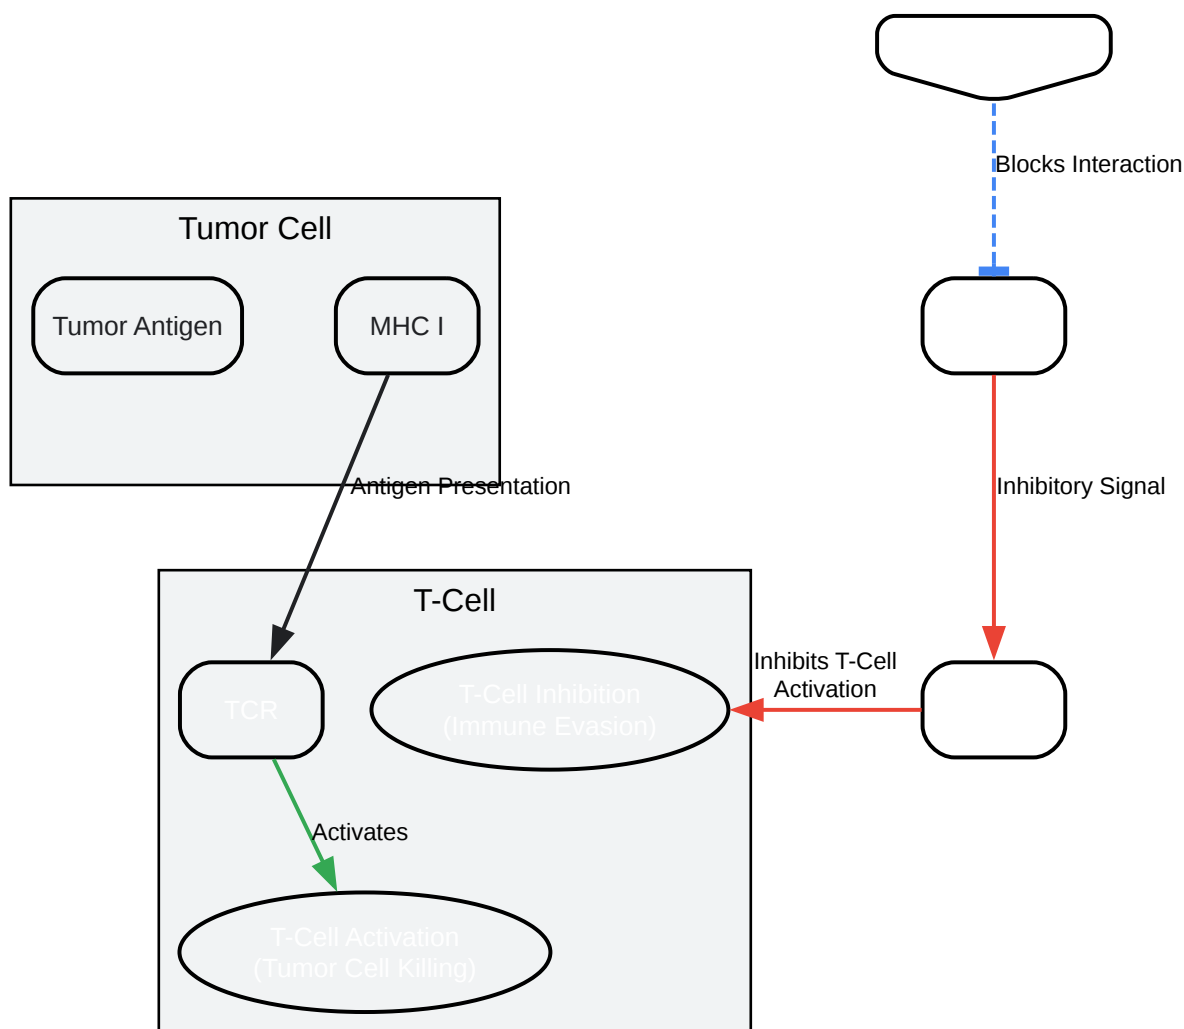 Blocks Interaction
Tumor Cell
Tumor Antigen
MHC I
Antigen Presentation
Inhibitory Signal
T-Cell
TCR
T-Cell Inhibition
(Immune Evasion)
Inhibits T-Cell
Activation
Activates
T-Cell Activation
(Tumor Cell Killing)